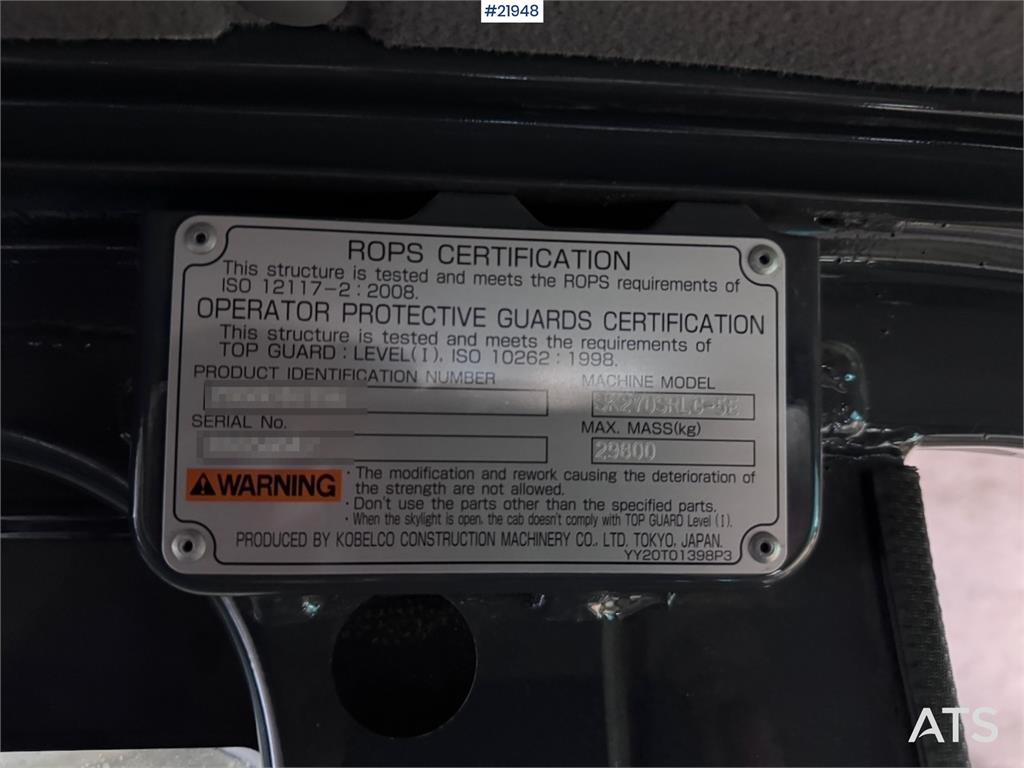 #21948
ROPS CERTIFICATION
This structure is tested and meets the ROPS requirements of
ISO 12117-2 : 2008.
OPERATOR PROTECTIVE GUARDS CERTIFICATION
This structure is tested and meets the requirements of
TOP GUARD : LEVEL(I), ISO 10262 : 1998.
PRODUCT IDENTIFICATION NUMBER
MACHINE MODEL
SK270SRLC-5E
SERIAL No.
MAX. MASS(kg)
29800
WARNING
· The modification and rework causing the deterioration of
the strength are not allowed.
· Don't use the parts other than the specified parts.
· When the skylight is open, the cab doesn't comply with TOP GUARD Level (I).
PRODUCED BY KOBELCO CONSTRUCTION MACHINERY CO., LTD. TOKYO, JAPAN.
YY20T01398P3
ATS